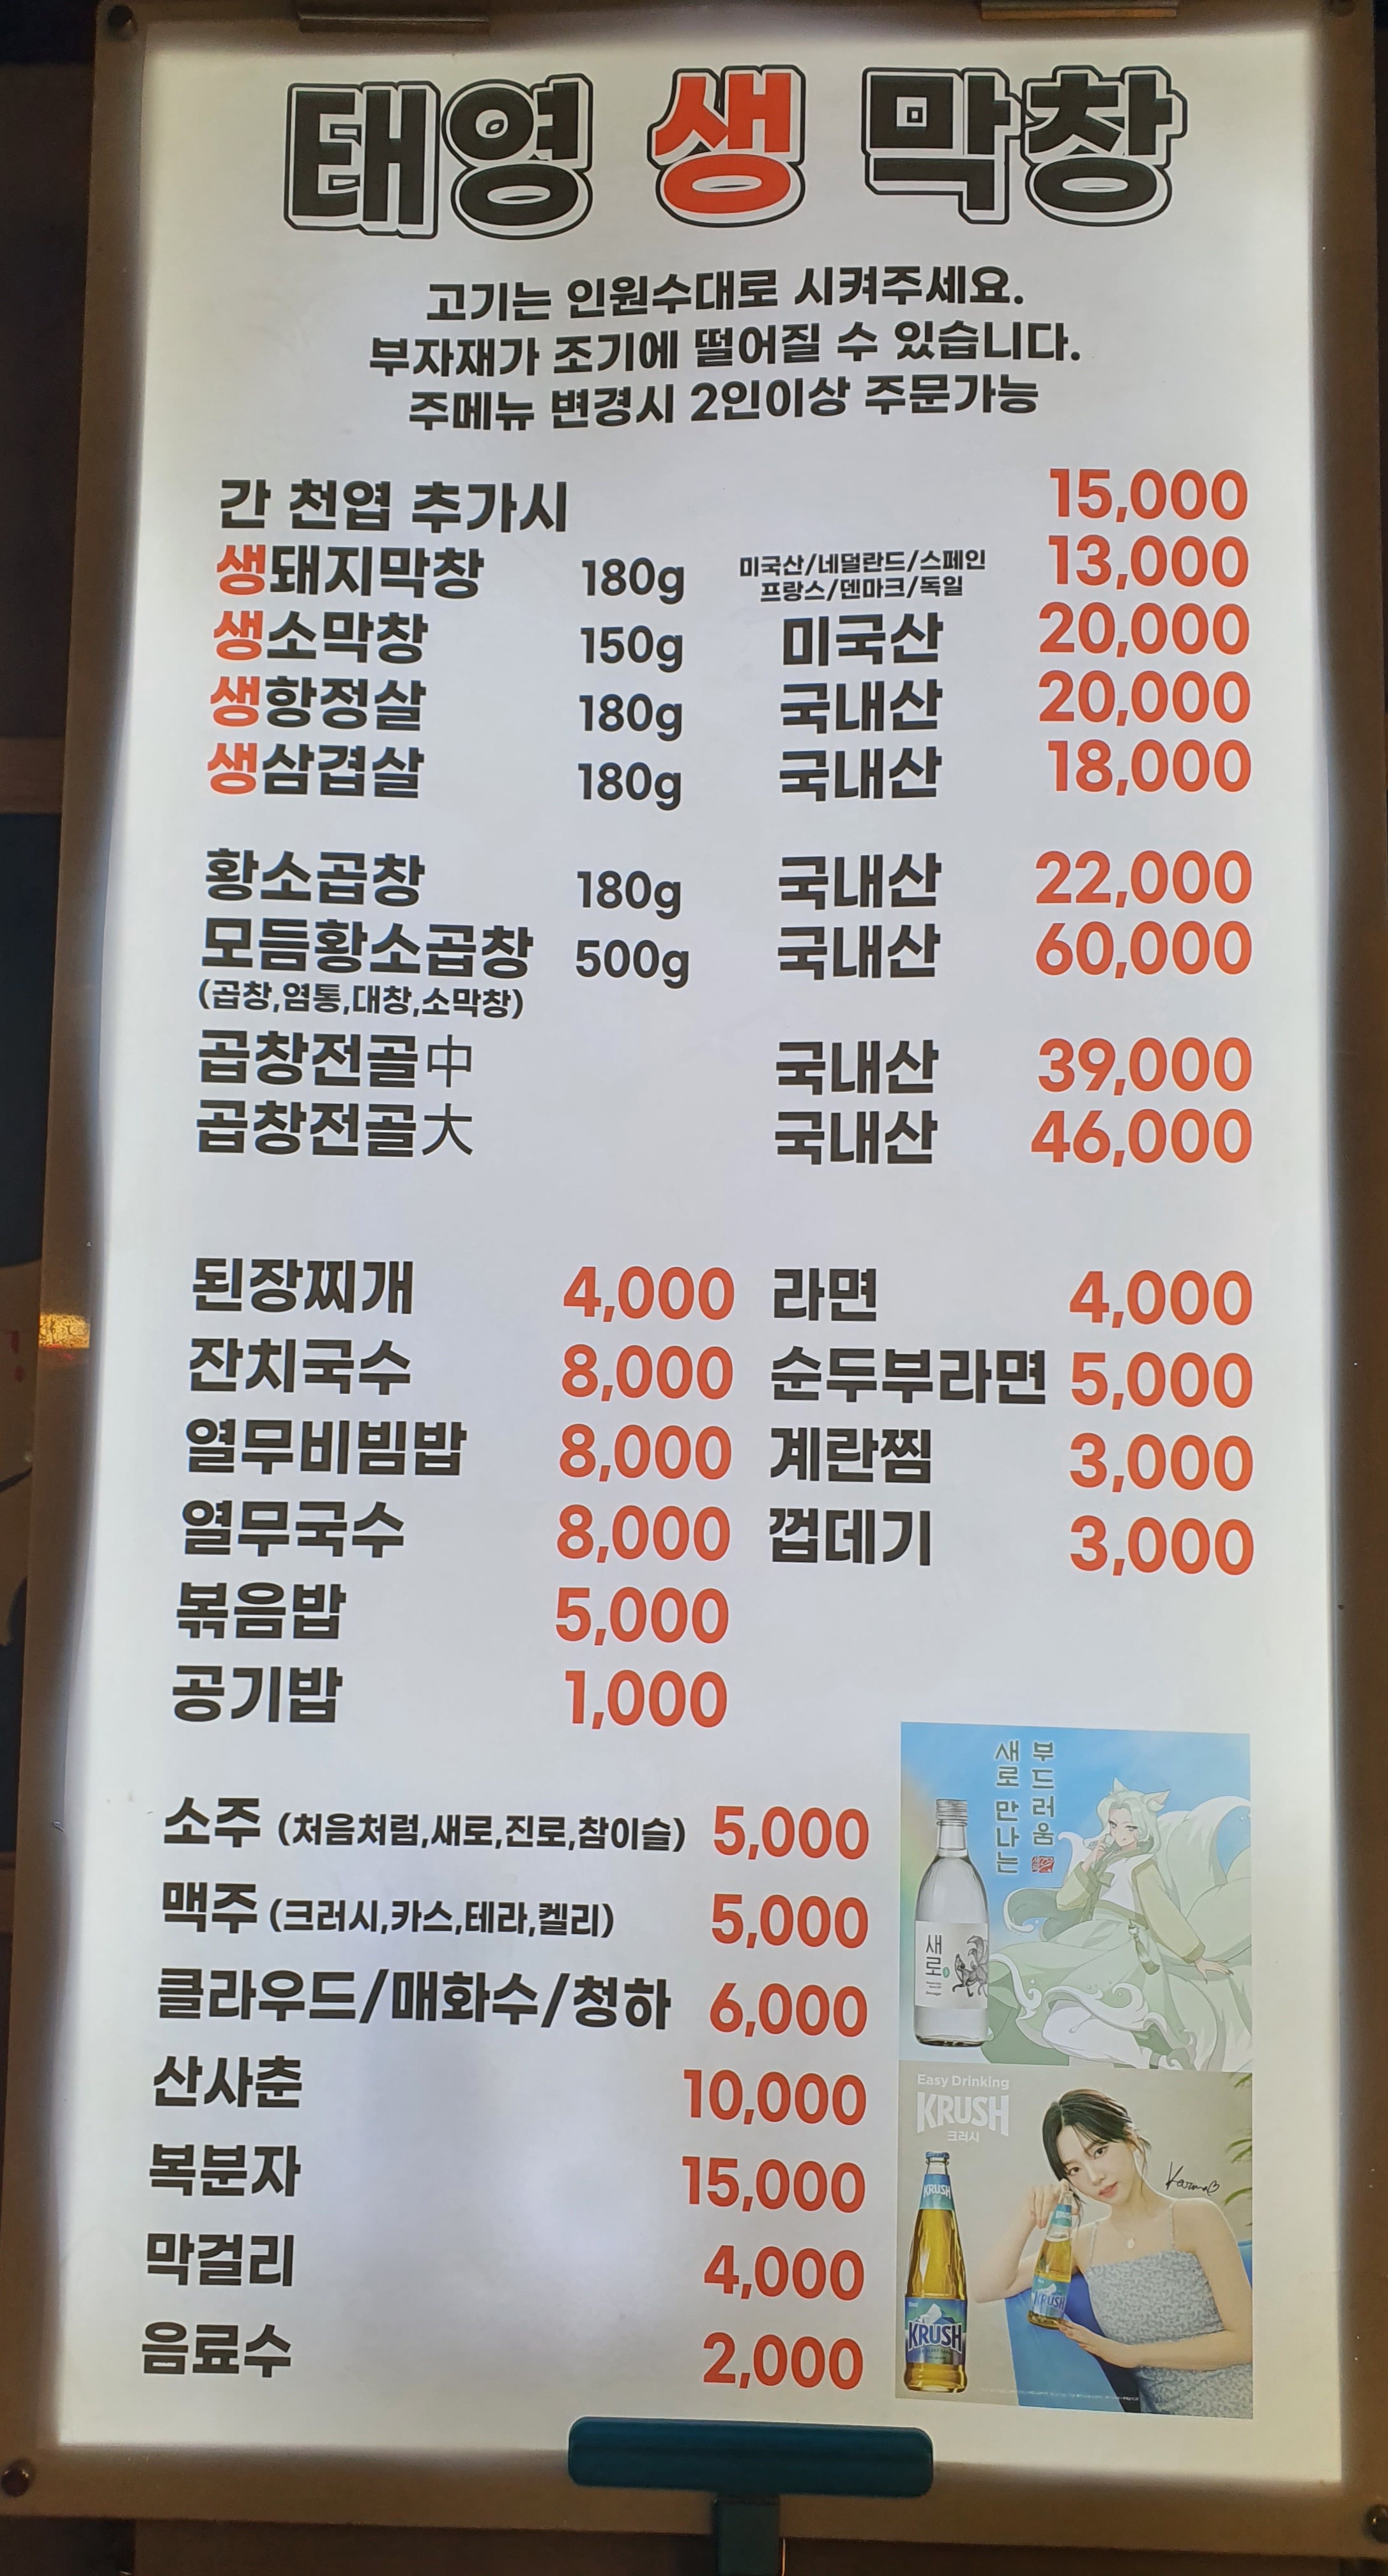 태영 생 막창
고기는 인원수대로 시켜주세요.
부자재가 조기에 떨어질 수 있습니다.
주메뉴 변경시 2인이상 주문가능
간 천엽 추가시 15,000
생돼지막창 180g 미국산/네덜란드/스페인 프랑스/덴마크/독일 13,000
생소막창 150g 미국산 20,000
생항정살 180g 국내산 20,000
생삼겹살 180g 국내산 18,000
황소곱창 180g 국내산 22,000
모듬황소곱창 500g 국내산 60,000
(곱창,염통,대창,소막창)
곱창전골中 국내산 39,000
곱창전골大 국내산 46,000
된장찌개 4,000 라면 4,000
잔치국수 8,000 순두부라면 5,000
열무비빔밥 8,000 계란찜 3,000
열무국수 8,000 껍데기 3,000
볶음밥 5,000
공기밥 1,000
소주 (처음처럼,새로,진로,참이슬) 5,000
맥주 (크러시,카스,테라,켈리) 5,000
클라우드/매화수/청하 6,000
산사춘 10,000
복분자 15,000
막걸리 4,000
음료수 2,000
부드러움
새로 만나는
새로
Easy Drinking
KRUSH
크러시
KRUSH
KRUSH
KRUSH